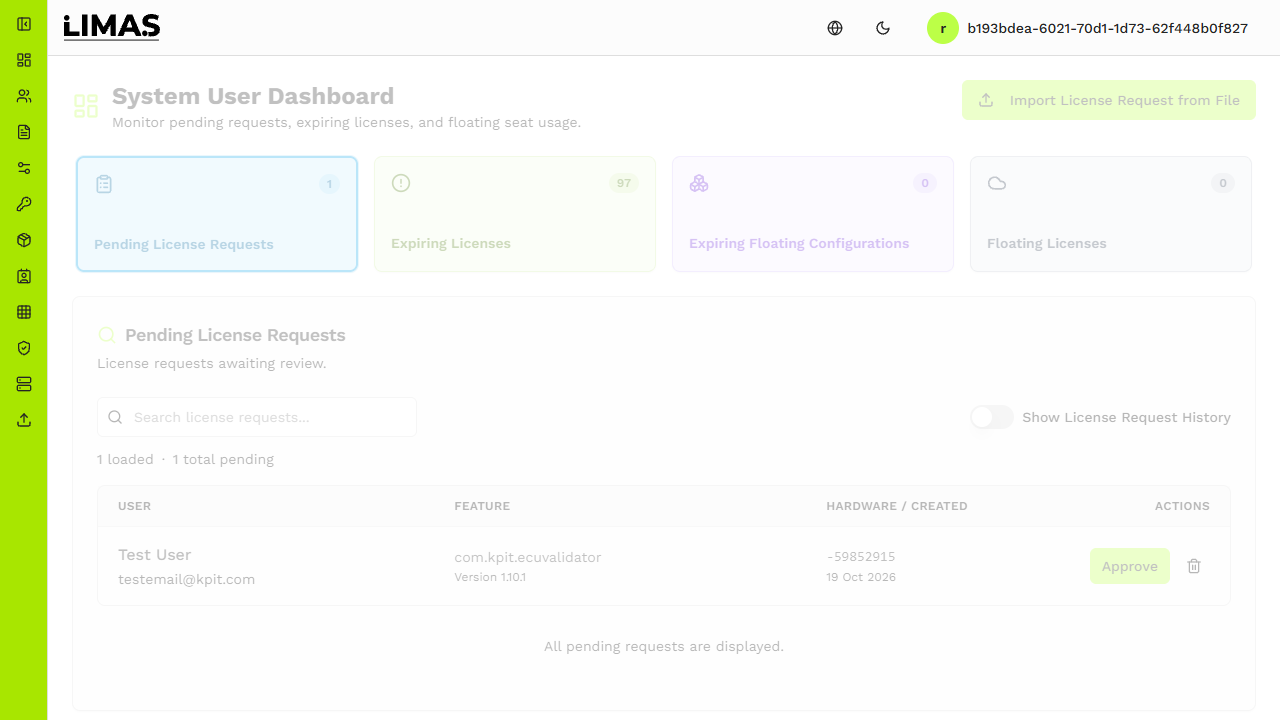 LIMAS
r
b193bdea-6021-70d1-1d73-62f448b0f827
System User Dashboard
Monitor pending requests, expiring licenses, and floating seat usage.
Import License Request from File
1
Pending License Requests
97
Expiring Licenses
0
Expiring Floating Configurations
0
Floating Licenses
Pending License Requests
License requests awaiting review.
Search license requests...
Show License Request History
1 loaded · 1 total pending
USER FEATURE HARDWARE / CREATED ACTIONS
Test User com.kpit.ecuvalidator -59852915
testemail@kpit.com Version 1.10.1 19 Oct 2026
Approve
All pending requests are displayed.